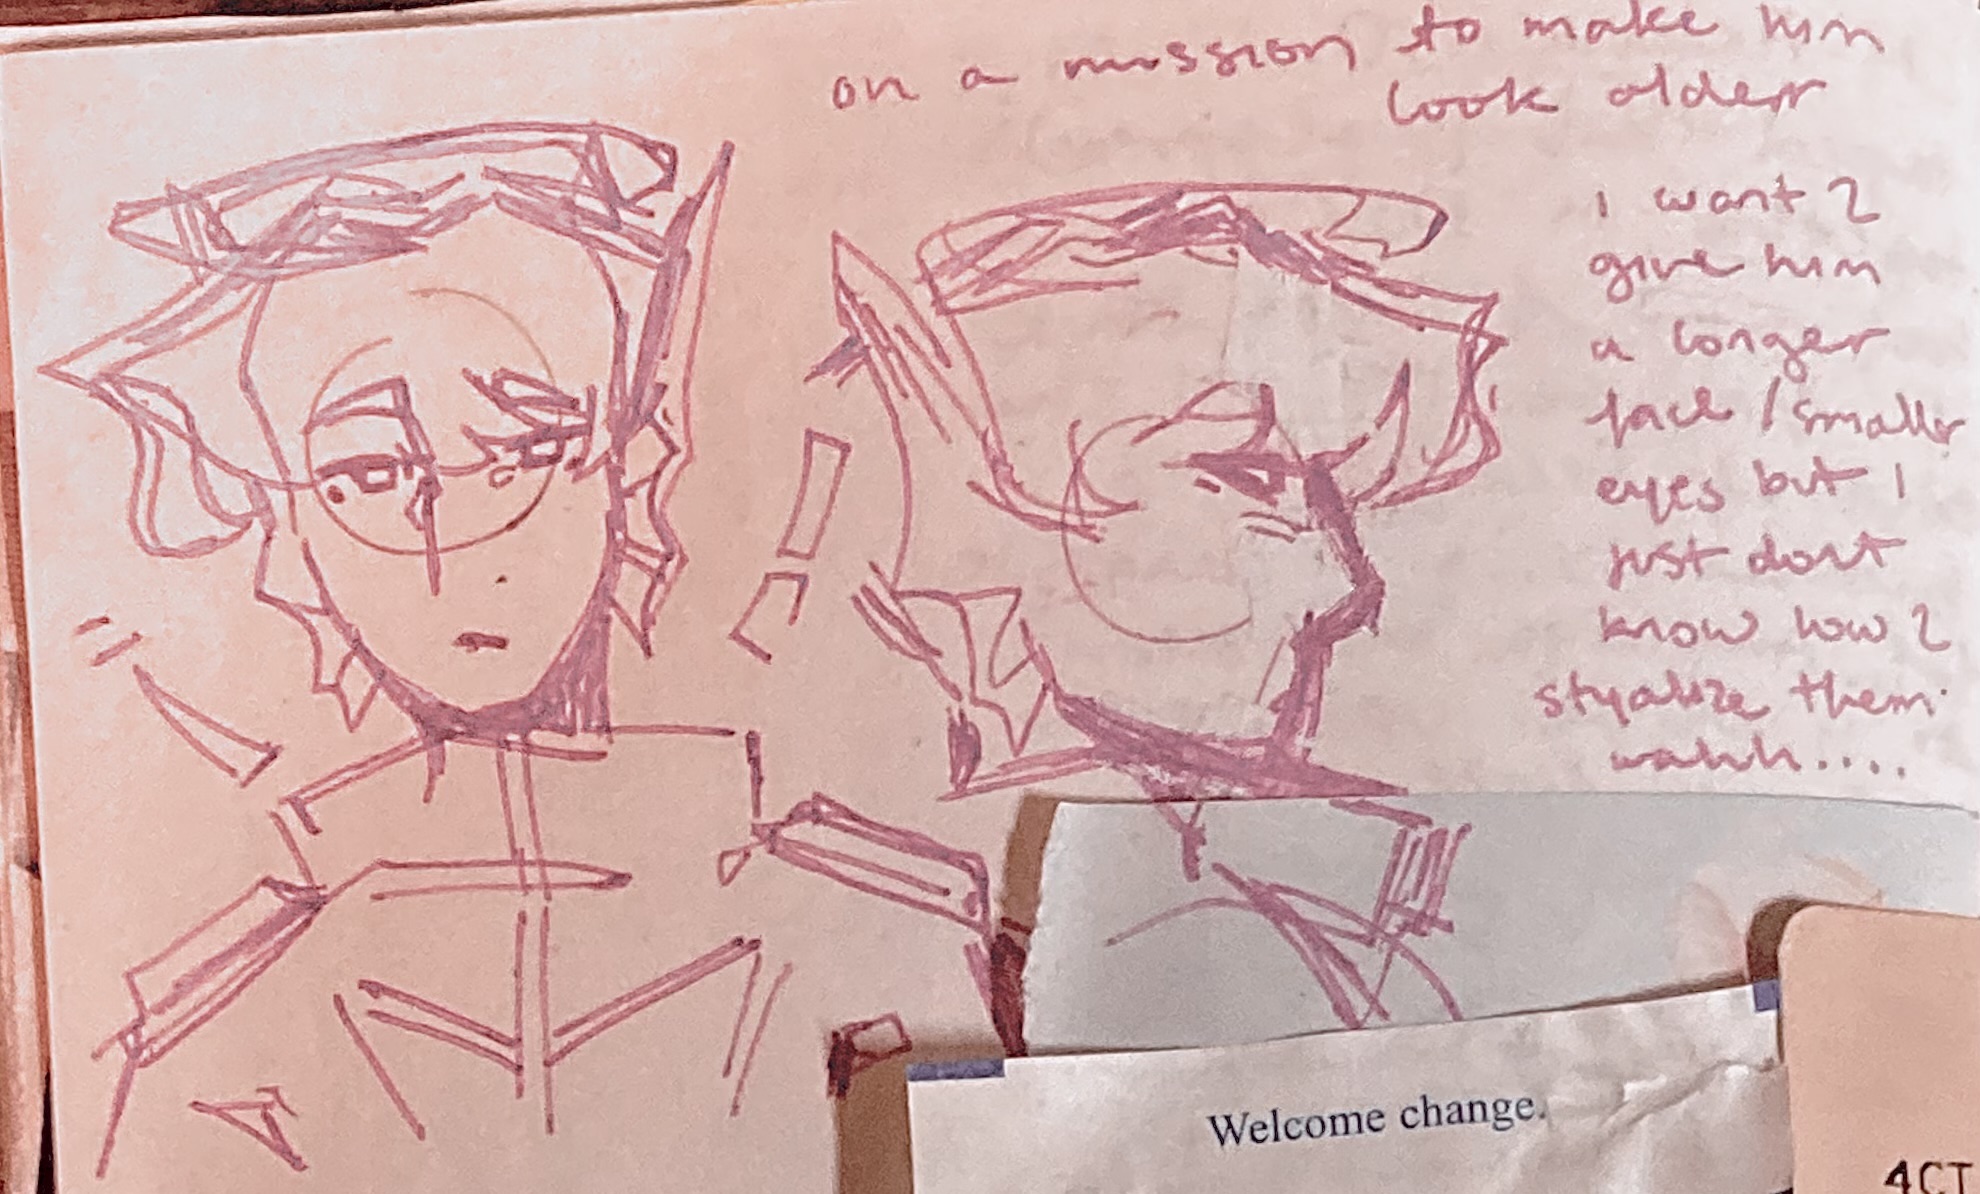 on a mission to make him
look older
I want 2
give him
a longer
face / smaller
eyes but I
just dont
know how 2
styalize them
wahh....
Welcome change.
4CT